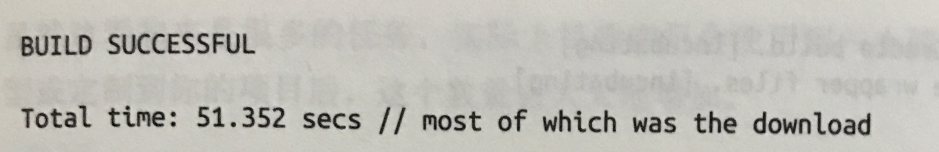 BUILD SUCCESSFUL
Total time: 51.352 secs // most of which was the download